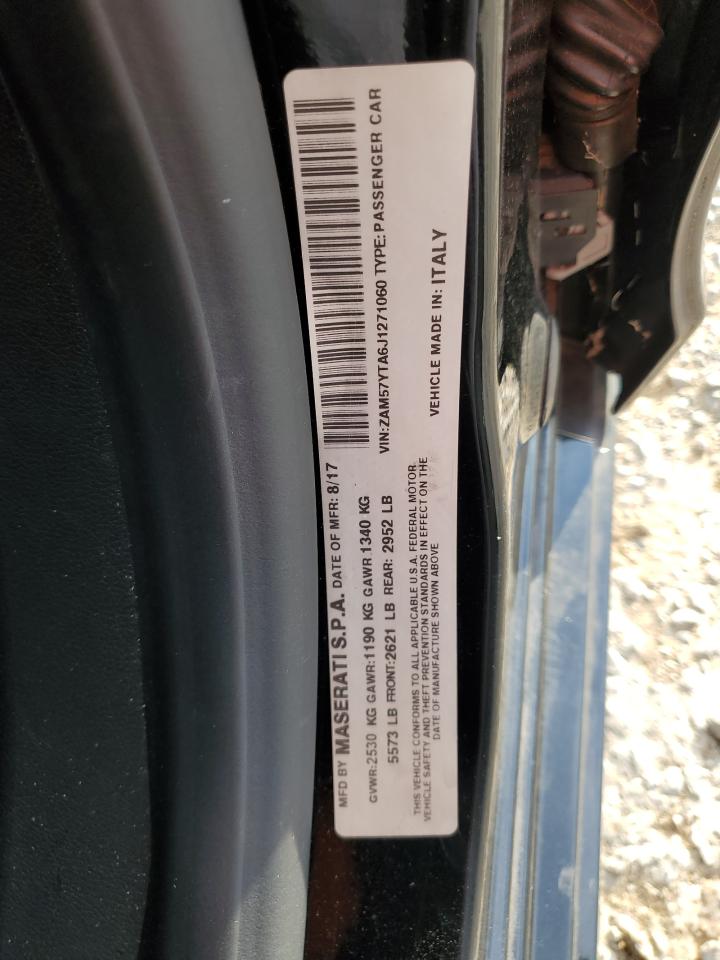 MFD BY MASERATI S.P.A. DATE OF MFR: 8/17
GVWR:2530 KG GAWR:1190 KG GAWR 1340 KG
5573 LB FRONT:2621 LB REAR: 2952 LB
VIN:ZAM57YTA6J1271060 TYPE:PASSENGER CAR
THIS VEHICLE CONFORMS TO ALL APPLICABLE U.S.A. FEDERAL MOTOR
VEHICLE SAFETY AND THEFT PREVENTION STANDARDS IN EFFECT ON THE
DATE OF MANUFACTURE SHOWN ABOVE
VEHICLE MADE IN: ITALY